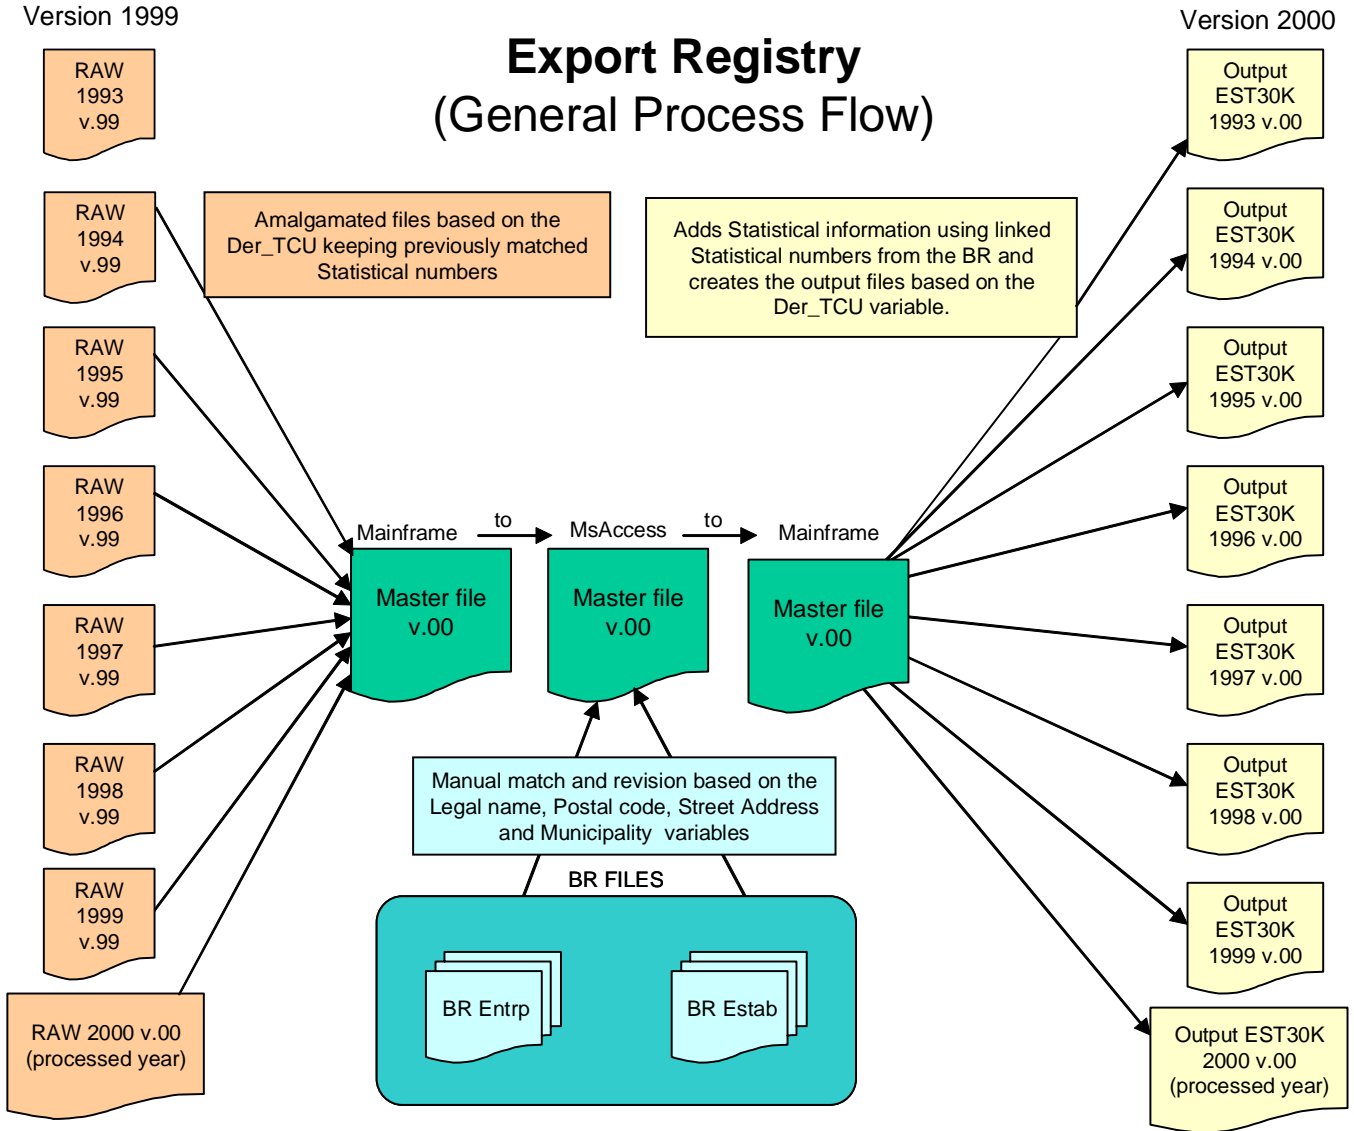 Version 1999
Version 2000
Export Registry
(General Process Flow)
RAW
1993
v.99
RAW
1994
v.99
RAW
1995
v.99
RAW
1996
v.99
RAW
1997
v.99
RAW
1998
v.99
RAW
1999
v.99
RAW 2000 v.00
(processed year)
Amalgamated files based on the
Der_TCU keeping previously matched
Statistical numbers
Adds Statistical information using linked
Statistical numbers from the BR and
creates the output files based on the
Der_TCU variable.
Mainframe
to
MsAccess
to
Mainframe
Master file
v.00
Master file
v.00
Master file
v.00
Manual match and revision based on the
Legal name, Postal code, Street Address
and Municipality variables
BR FILES
BR Entrp
BR Estab
Output
EST30K
1993 v.00
Output
EST30K
1994 v.00
Output
EST30K
1995 v.00
Output
EST30K
1996 v.00
Output
EST30K
1997 v.00
Output
EST30K
1998 v.00
Output
EST30K
1999 v.00
Output EST30K
2000 v.00
(processed year)